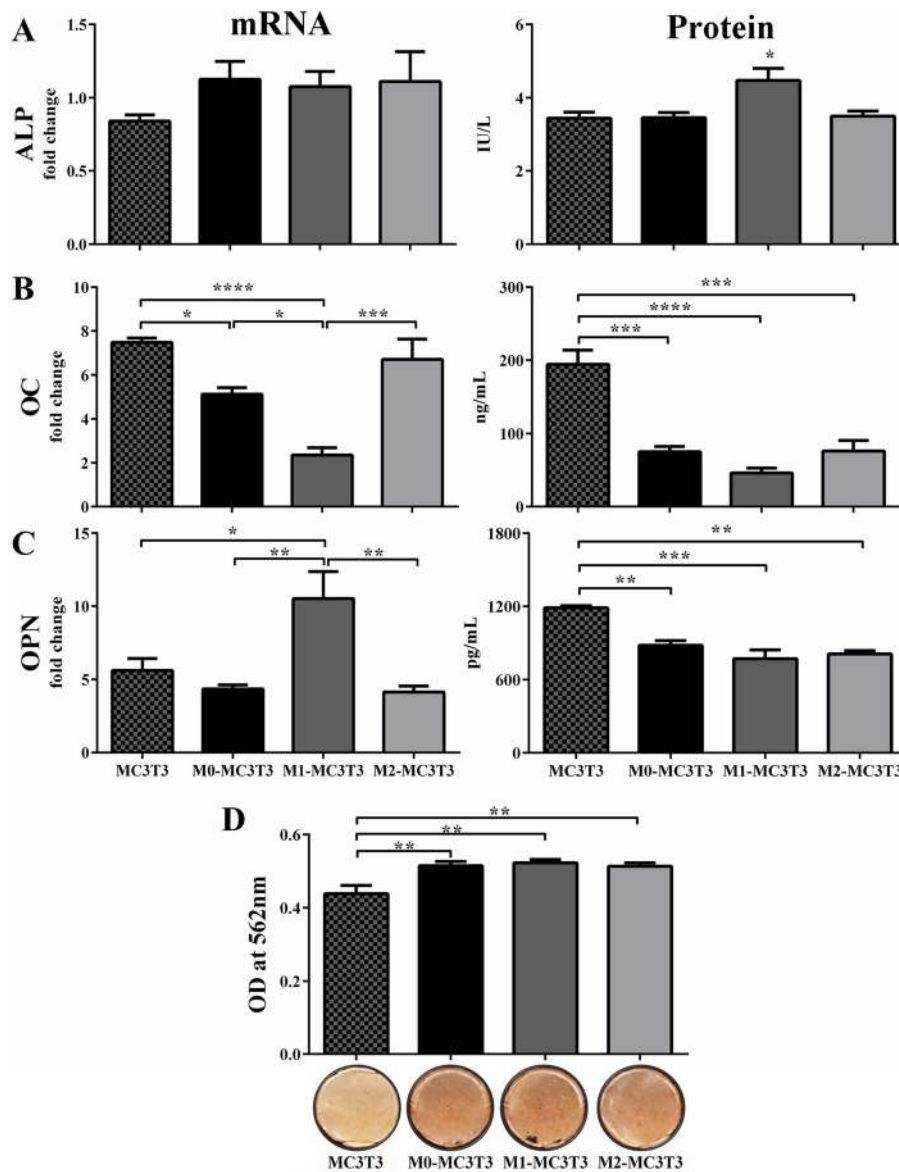 A
mRNA
Protein
ALP
fold change
1.5
1.0
0.5
0.0
IU/L
6
4
2
0
*
B
OC
fold change
10
8
6
4
2
0
****
* * ***
ng/mL
300
200
100
0
***
****
***
C
OPN
fold change
15
10
5
0
*
** **
MC3T3 M0-MC3T3 M1-MC3T3 M2-MC3T3
pg/mL
1800
1200
600
0
**
***
**
MC3T3 M0-MC3T3 M1-MC3T3 M2-MC3T3
D
OD at 562nm
0.6
0.4
0.2
0.0
**
**
**
MC3T3 M0-MC3T3 M1-MC3T3 M2-MC3T3